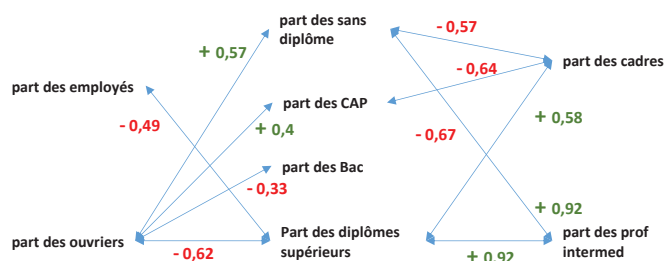 part des sans
diplôme
- 0,57
+ 0,57
part des cadres
- 0,64
part des employés
part des CAP
+ 0,58
- 0,49
+ 0,4
- 0,67
part des Bac
- 0,33
+ 0,92
part des ouvriers
Part des diplômes
supérieurs
part des prof
intermed
- 0,62
+ 0,92